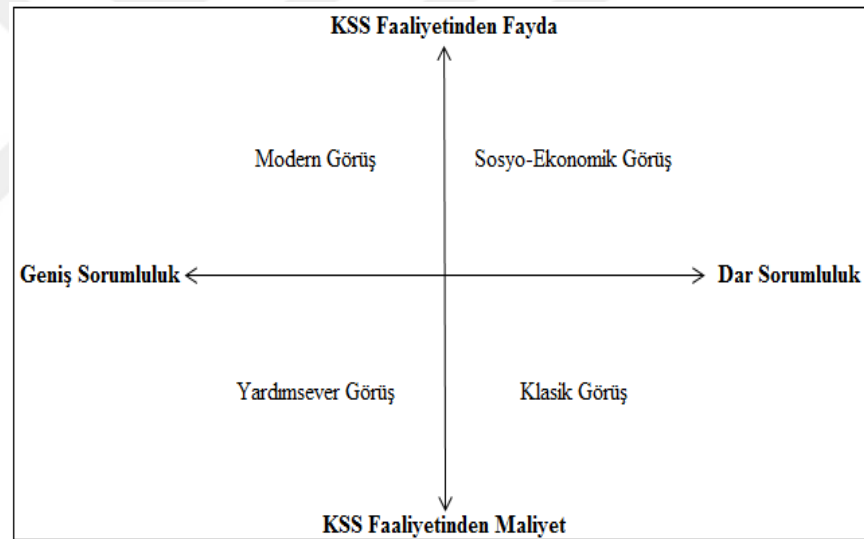 KSS Faaliyetinden Fayda
Modern Görüş
Sosyo-Ekonomik Görüş
Geniş Sorumluluk
Dar Sorumluluk
Yardımsever Görüş
Klasik Görüş
KSS Faaliyetinden Maliyet